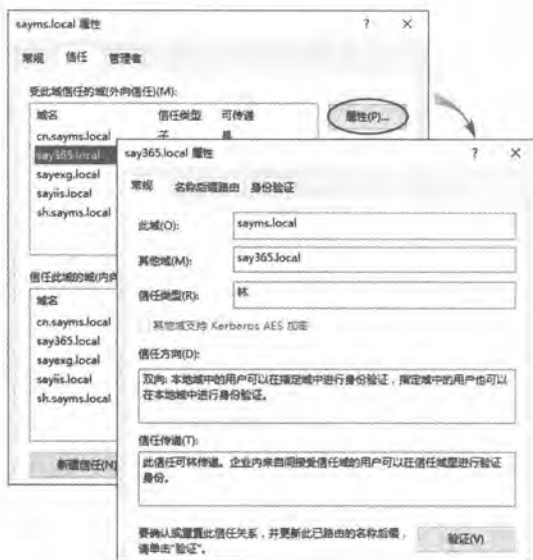 sayms.local 属性
? ×
常规 信任 管理者
受此域信任的域(外向信任)(M):
域名 信任类型 可传递
cn.sayms.local 子 是
say365.local
sayexg.local
sayiis.local
sh.sayms.local
属性(P)...
信任此域的域(内向
域名
cn.sayms.local
say365.local
sayexg.local
sayiis.local
sh.sayms.local
新建信任(N)
say365.local 属性
? ×
常规 名称后缀路由 身份验证
此域(O): sayms.local
其他域(M): say365.local
信任类型(R): 林
其他域支持 Kerberos AES 加密
信任方向(D):
双向: 本地域中的用户可以在指定域中进行身份验证，指定域中的用户也可以
在本地域中进行身份验证。
信任传递(T):
此信任可林传递。企业内来自间接受信任域的用户可以在信任域里进行验证
身份。
要确认或重置此信任关系，并更新此已路由的名称后缀，
请单击"验证"。
验证(V)